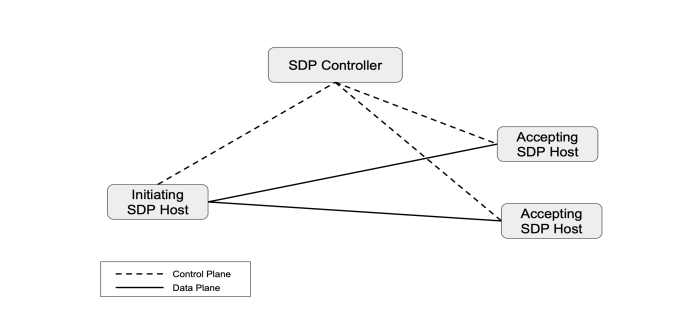 SDP Controller
Accepting
SDP Host
Initiating
SDP Host
Accepting
SDP Host
Control Plane
Data Plane